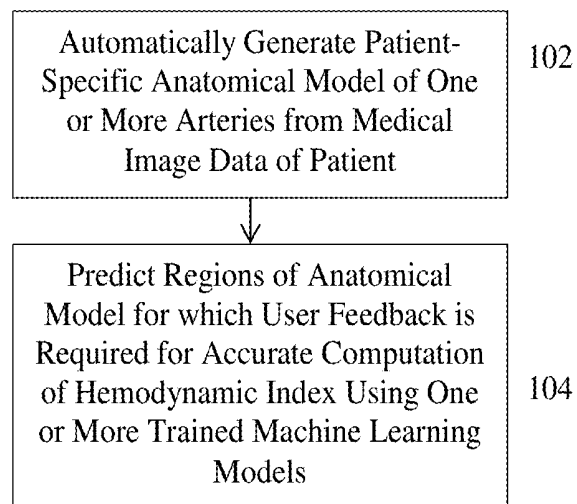 Automatically Generate Patient-
Specific Anatomical Model of One
or More Arteries from Medical
Image Data of Patient
102
Predict Regions of Anatomical
Model for which User Feedback is
Required for Accurate Computation
of Hemodynamic Index Using One
or More Trained Machine Learning
Models
104